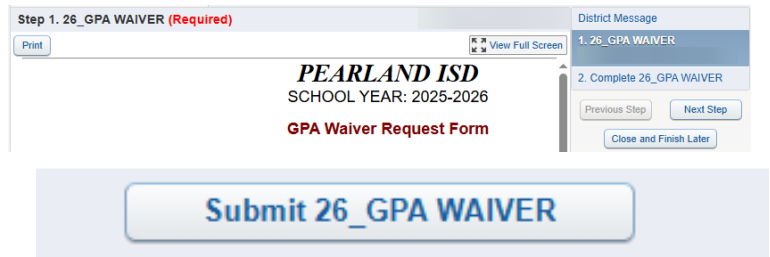 Step 1. 26_GPA WAIVER (Required)
Print
View Full Screen
PEARLAND ISD
SCHOOL YEAR: 2025-2026
GPA Waiver Request Form
District Message
1. 26_GPA WAIVER
2. Complete 26_GPA WAIVER
Previous Step
Next Step
Close and Finish Later
Submit 26_GPA WAIVER